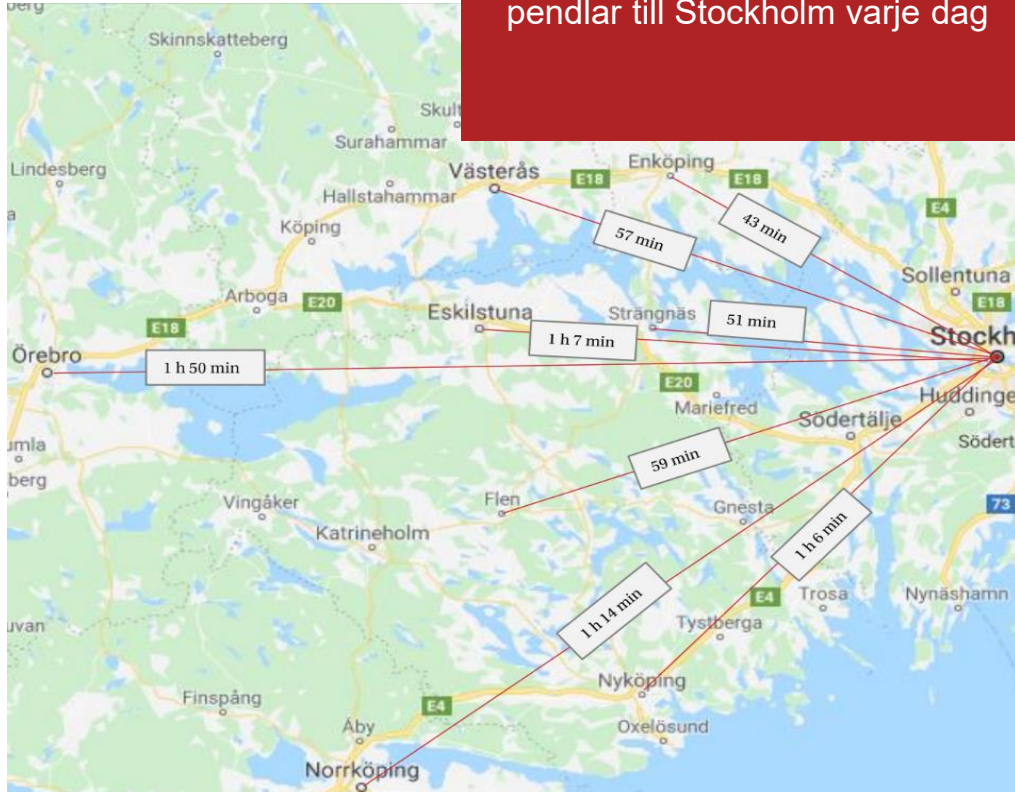 pendlar till Stockholm varje dag
berg
Skinnskatteberg
Skult
Surahammar
Lindesberg
Västerås
E18
Enköping
E18
Hallstahammar
E4
Köping
57 min
43 min
Sollentuna
Arboga
E20
Eskilstuna
Strängnäs
51 min
E18
E18
1 h 7 min
Stockh
Örebro
1 h 50 min
E20
Mariefred
Huddinge
Södertälje
umla
Södert
59 min
berg
Vingåker
Flen
Gnesta
73
Katrineholm
1 h 6 min
E4
Trosa
Nynäshamn
1 h 14 min
Tystberga
uvan
Nyköping
Finspång
E4
Åby
Oxelösund
Norrköping